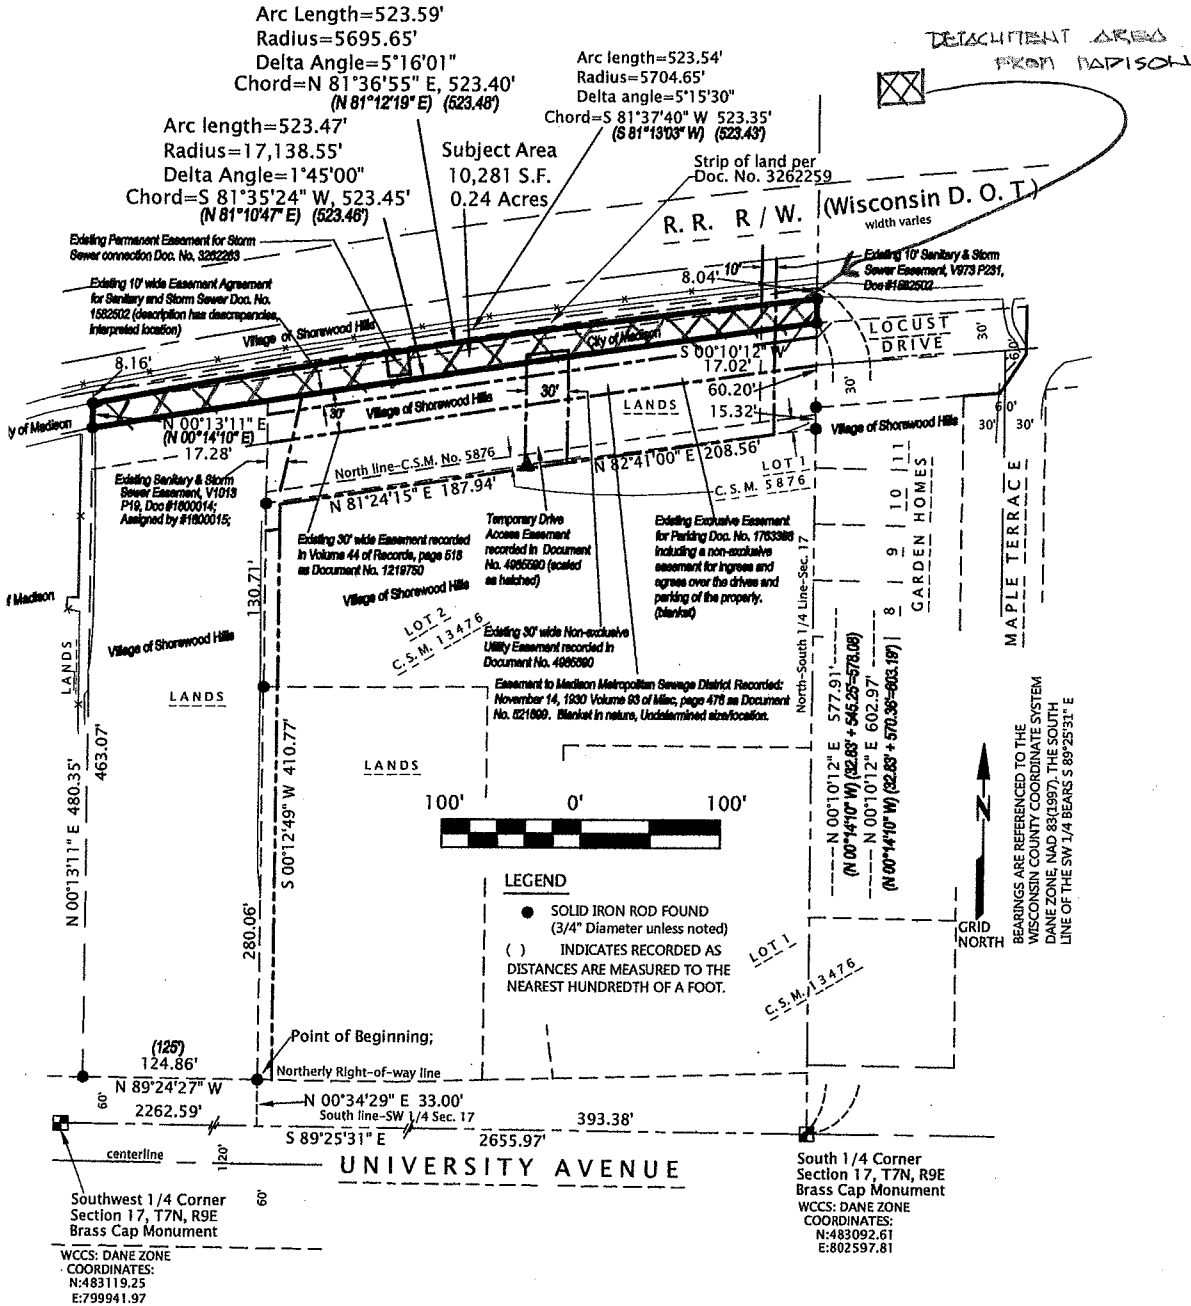 Arc Length=523.59'
Radius=5695.65'
Delta Angle=5°16'01"
Chord=N 81°36'55" E, 523.40'
(N 81°12'19" E) (523.48')
Arc length=523.54'
Radius=5704.65'
Delta angle=5°15'30"
Chord=S 81°37'40" W 523.35'
(S 81°13'03" W) (523.43')
DETACHMENT AREA
FROM MADISON
Arc length=523.47'
Radius=17,138.55'
Delta Angle=1°45'00"
Chord=S 81°35'24" W, 523.45'
(N 81°10'47" E) (523.46')
Subject Area
10,281 S.F.
0.24 Acres
Strip of land per
Doc. No. 3262259
R. R. R / W. (Wisconsin D. O. T.)
width varies
Existing Permanent Easement for Storm
Sewer connection Doc. No. 3262263
Existing 10' wide Easement Agreement
for Sanitary and Storm Sewer Doc. No.
1582502 (description has descrepancies,
interpreted location)
Existing 10' Sanitary & Storm
Sewer Easement, V973 P231,
Doc #1582502
8.04'
10'
Village of Shorewood Hills
City of Madison
8.16'
S 00°10'12" W
17.02'
60.20'
15.32'
LOCUST
DRIVE
30'
30'
6.0'
6.0'
30'
30'
y of Madison
N 00°13'11" E
(N 00°14'10" E)
17.28'
30'
Village of Shorewood Hills
30'
LANDS
Village of Shorewood Hills
North line-C.S.M. No. 5876
N 81°24'15" E 187.94'
N 82°41'00" E 208.56'
LOT 1
C. S. M. 5876
Existing Sanitary & Storm
Sewer Easement, V1013
P19, Doc #1600014;
Assigned by #1600015;
Existing 30' wide Easement recorded
in Volume 44 of Records, page 518
as Document No. 1219750
Temporary Drive
Access Easement
recorded in Document
No. 4985590 (scaled
as hatched)
Existing Exclusive Easement
for Parking Doc. No. 1763398
including a non-exclusive
easement for ingress and
egress over the drives and
parking of the property.
(blanket)
Village of Shorewood Hills
LOT 2
C. S. M. 13476
Existing 30' wide Non-exclusive
Utility Easement recorded in
Document No. 4985590
Easement to Madison Metropolitan Sewage District Recorded:
November 14, 1930 Volume 93 of Misc, page 476 as Document
No. 521699. Blanket in nature, Undetermined size/location.
f Madison
LANDS
Village of Shorewood Hills
LANDS
LANDS
130.71'
463.07'
N 00°13'11" E 480.35'
S 00°12'49" W 410.77'
280.06'
North-South 1/4 Line-Sec. 17
8 9 10 11
GARDEN HOMES
MAPLE TERRACE
N 00°10'12" E 577.91'
(N 00°14'10" W) (32.83' + 545.25'=578.08)
N 00°10'12" E 602.97'
(N 00°14'10" W) (32.83' + 570.36'=603.19')
100' 0' 100'
LEGEND
SOLID IRON ROD FOUND
(3/4" Diameter unless noted)
( ) INDICATES RECORDED AS
DISTANCES ARE MEASURED TO THE
NEAREST HUNDREDTH OF A FOOT.
N
GRID
NORTH
BEARINGS ARE REFERENCED TO THE
WISCONSIN COUNTY COORDINATE SYSTEM
DANE ZONE, NAD 83(1997). THE SOUTH
LINE OF THE SW 1/4 BEARS S 89°25'31" E
LOT 1
C. S. M. 13476
Point of Beginning;
(125')
124.86'
N 89°24'27" W
Northerly Right-of-way line
60'
2262.59'
N 00°34'29" E 33.00'
South line-SW 1/4 Sec. 17
S 89°25'31" E
2655.97'
393.38'
centerline
120'
60'
UNIVERSITY AVENUE
Southwest 1/4 Corner
Section 17, T7N, R9E
Brass Cap Monument
WCCS: DANE ZONE
COORDINATES:
N:483119.25
E:799941.97
South 1/4 Corner
Section 17, T7N, R9E
Brass Cap Monument
WCCS: DANE ZONE
COORDINATES:
N:483092.61
E:802597.81